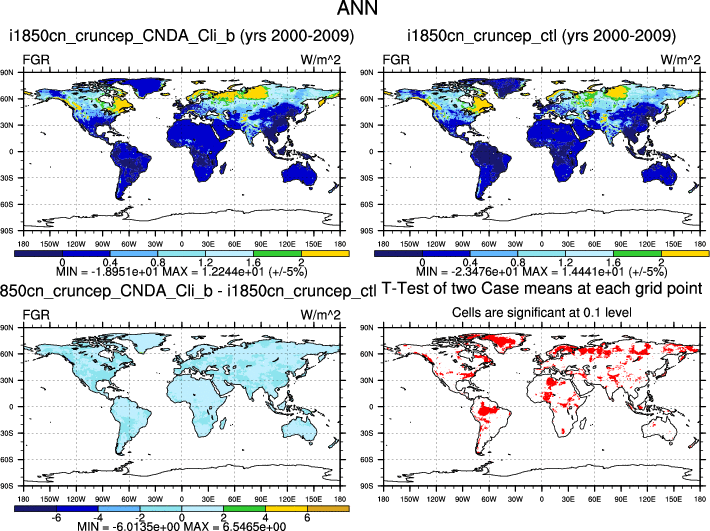 ANN
i1850cn_cruncep_CNDA_Cli_b (yrs 2000-2009)
FGR W/m^2
90N
60N
30N
0
30S
60S
90S
180 150W 120W 90W 60W 30W 0 30E 60E 90E 120E 150E 180
0 0.4 0.8 1.2 1.6 2
MIN = -1.8951e+01 MAX = 1.2244e+01 (+/-5%)
i1850cn_cruncep_ctl (yrs 2000-2009)
FGR W/m^2
90N
60N
30N
0
30S
60S
90S
180 150W 120W 90W 60W 30W 0 30E 60E 90E 120E 150E 180
0 0.4 0.8 1.2 1.6 2
MIN = -2.3476e+01 MAX = 1.4441e+01 (+/-5%)
850cn_cruncep_CNDA_Cli_b - i1850cn_cruncep_ctl
FGR W/m^2
90N
60N
30N
0
30S
60S
90S
180 150W 120W 90W 60W 30W 0 30E 60E 90E 120E 150E 180
-6 -4 -2 0 2 4 6
MIN = -6.0135e+00 MAX = 6.5465e+00
T-Test of two Case means at each grid point
Cells are significant at 0.1 level
90N
60N
30N
0
30S
60S
90S
180 150W 120W 90W 60W 30W 0 30E 60E 90E 120E 150E 180